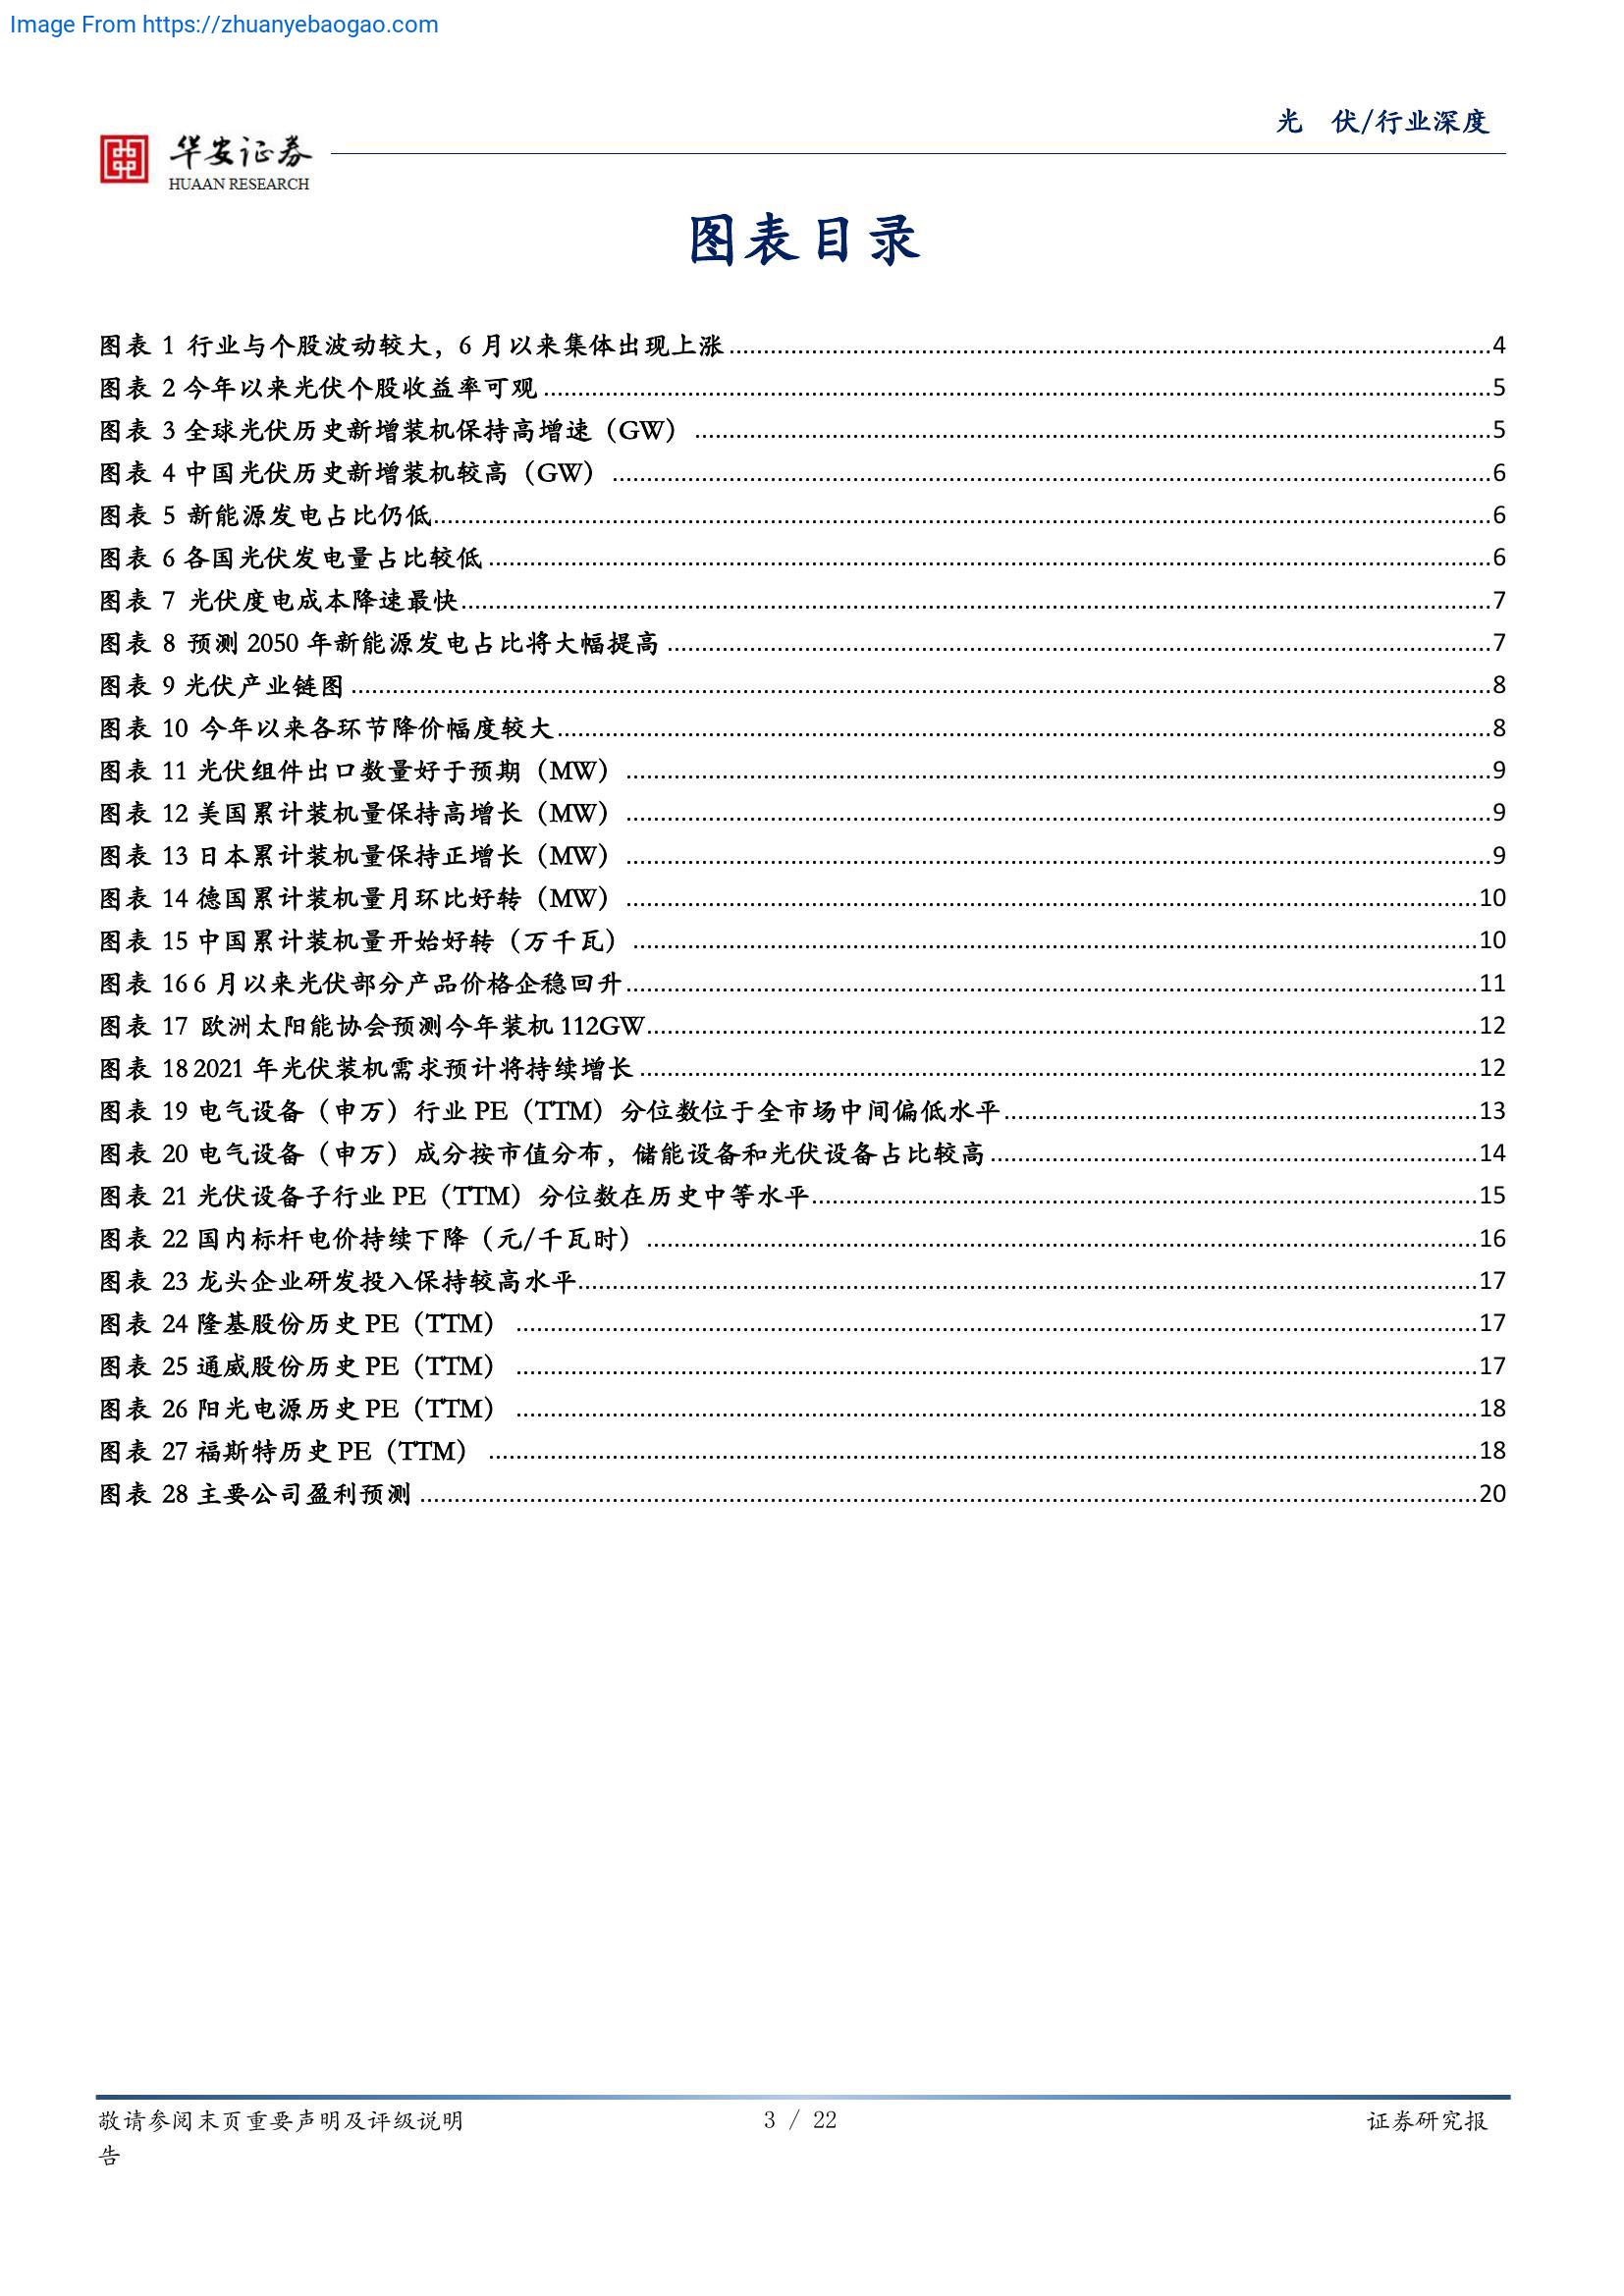 Image From https://zhuanyebaogao.com
光 伏/行业深度
华安证券
HUAAN RESEARCH
图表目录
图表 1 行业与个股波动较大，6 月以来集体出现上涨........4
图表 2 今年以来光伏个股收益率可观........5
图表 3 全球光伏历史新增装机保持高增速（GW）........5
图表 4 中国光伏历史新增装机较高（GW）........6
图表 5 新能源发电占比仍低........6
图表 6 各国光伏发电量占比较低........6
图表 7 光伏度电成本降速最快........7
图表 8 预测 2050 年新能源发电占比将大幅提高........7
图表 9 光伏产业链图........8
图表 10 今年以来各环节降价幅度较大........8
图表 11 光伏组件出口数量好于预期（MW）........9
图表 12 美国累计装机量保持高增长（MW）........9
图表 13 日本累计装机量保持正增长（MW）........9
图表 14 德国累计装机量月环比好转（MW）........10
图表 15 中国累计装机量开始好转（万千瓦）........10
图表 16 6 月以来光伏部分产品价格企稳回升........11
图表 17 欧洲太阳能协会预测今年装机 112GW........12
图表 18 2021 年光伏装机需求预计将持续增长........12
图表 19 电气设备（申万）行业 PE（TTM）分位数位于全市场中间偏低水平........13
图表 20 电气设备（申万）成分按市值分布，储能设备和光伏设备占比较高........14
图表 21 光伏设备子行业 PE（TTM）分位数在历史中等水平........15
图表 22 国内标杆电价持续下降（元/千瓦时）........16
图表 23 龙头企业研发投入保持较高水平........17
图表 24 隆基股份历史 PE（TTM）........17
图表 25 通威股份历史 PE（TTM）........17
图表 26 阳光电源历史 PE（TTM）........18
图表 27 福斯特历史 PE（TTM）........18
图表 28 主要公司盈利预测........20
敬请参阅末页重要声明及评级说明 3 / 22 证券研究报
告